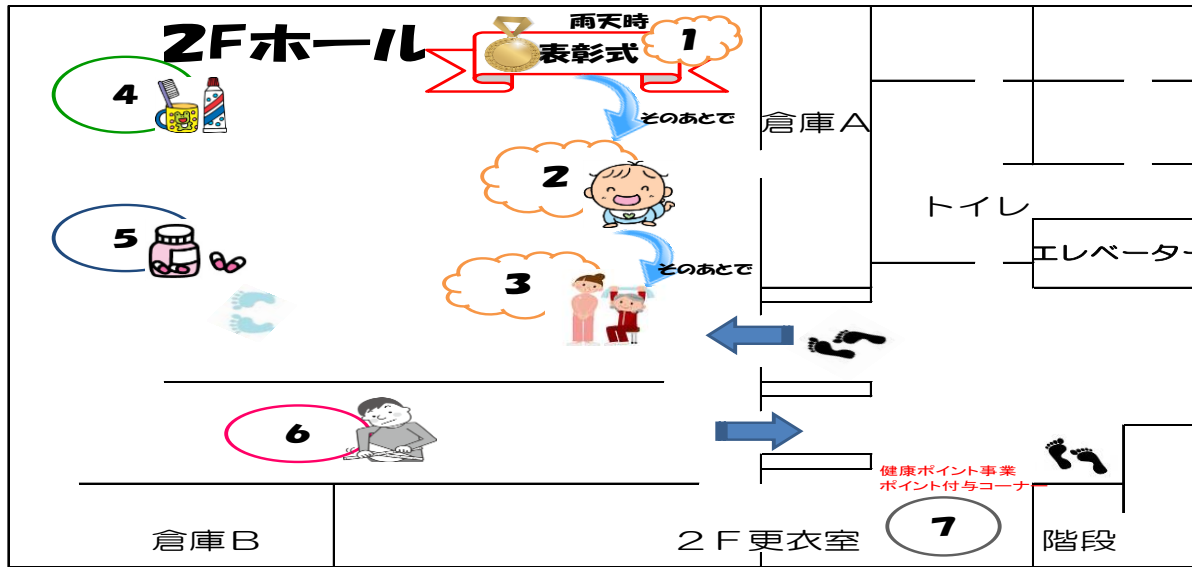 2Fホール
雨天時
表彰式
1
4
そのあとで
倉庫A
2
トイレ
5
エレベーター
そのあとで
3
6
健康ポイント事業
ポイント付与コーナー
7
倉庫B
2F更衣室
階段